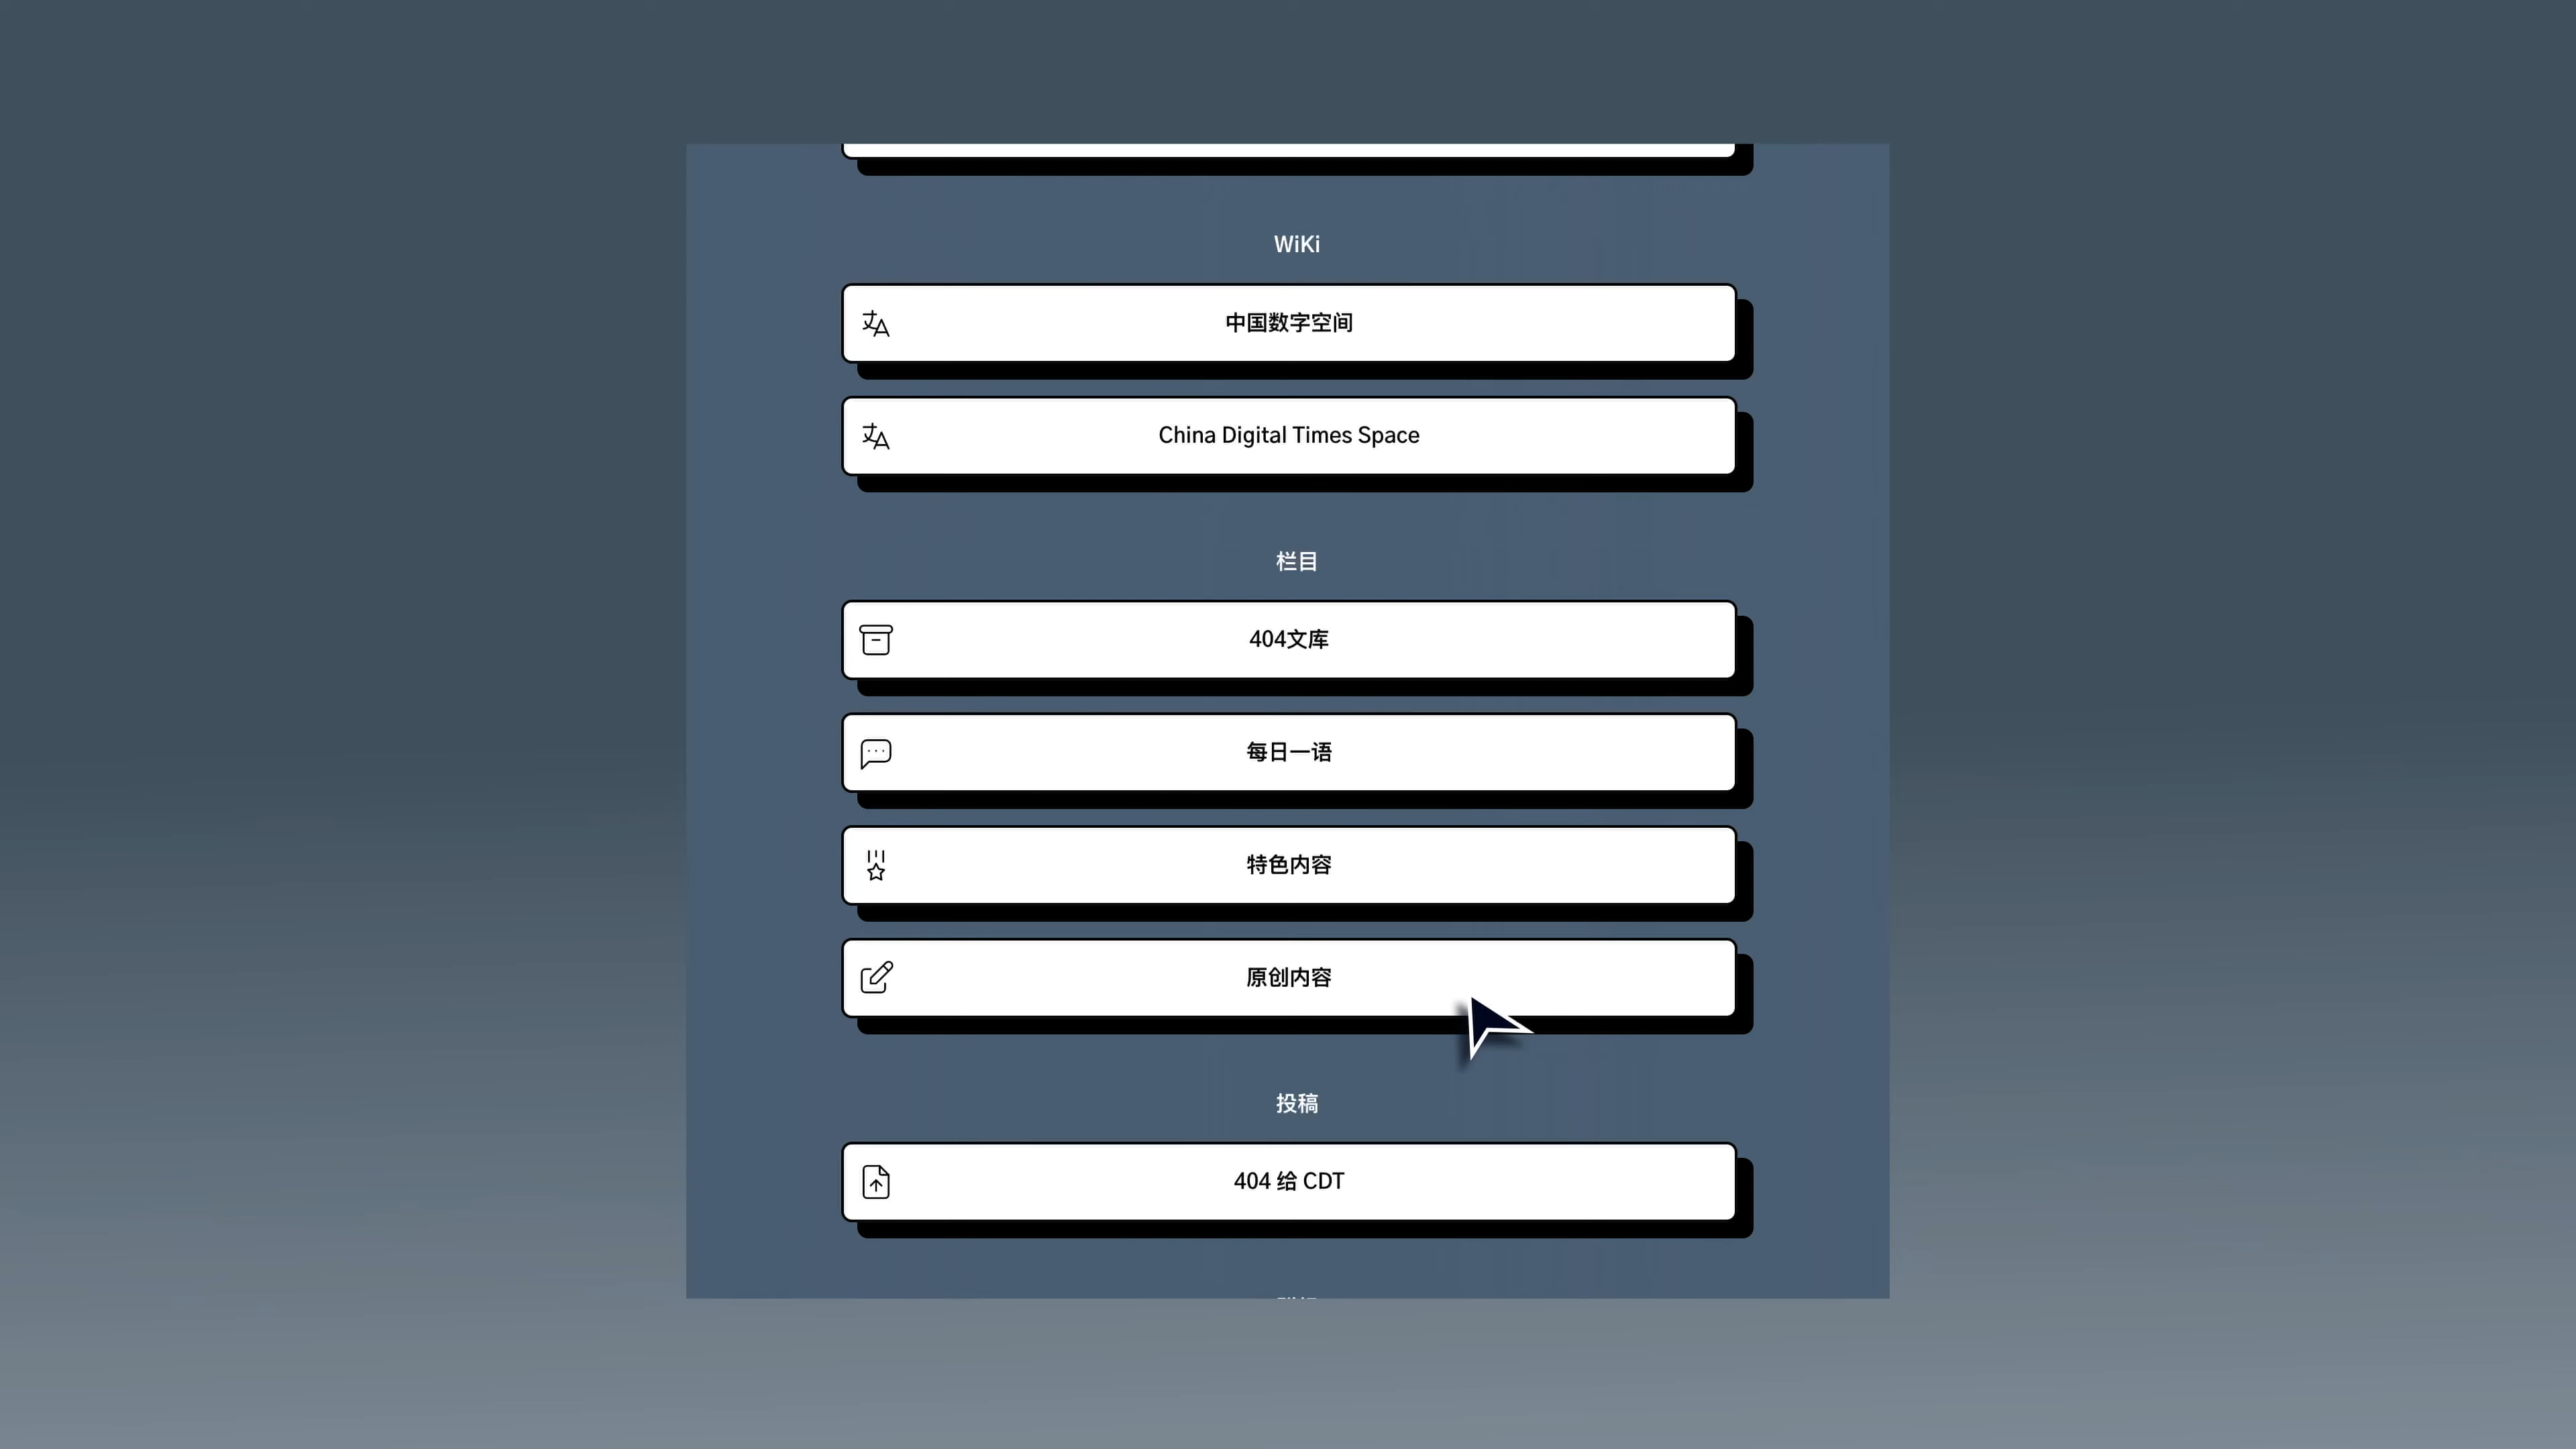 WiKi
中国数字空间
China Digital Times Space
栏目
404文库
每日一语
特色内容
原创内容
投稿
404 给 CDT